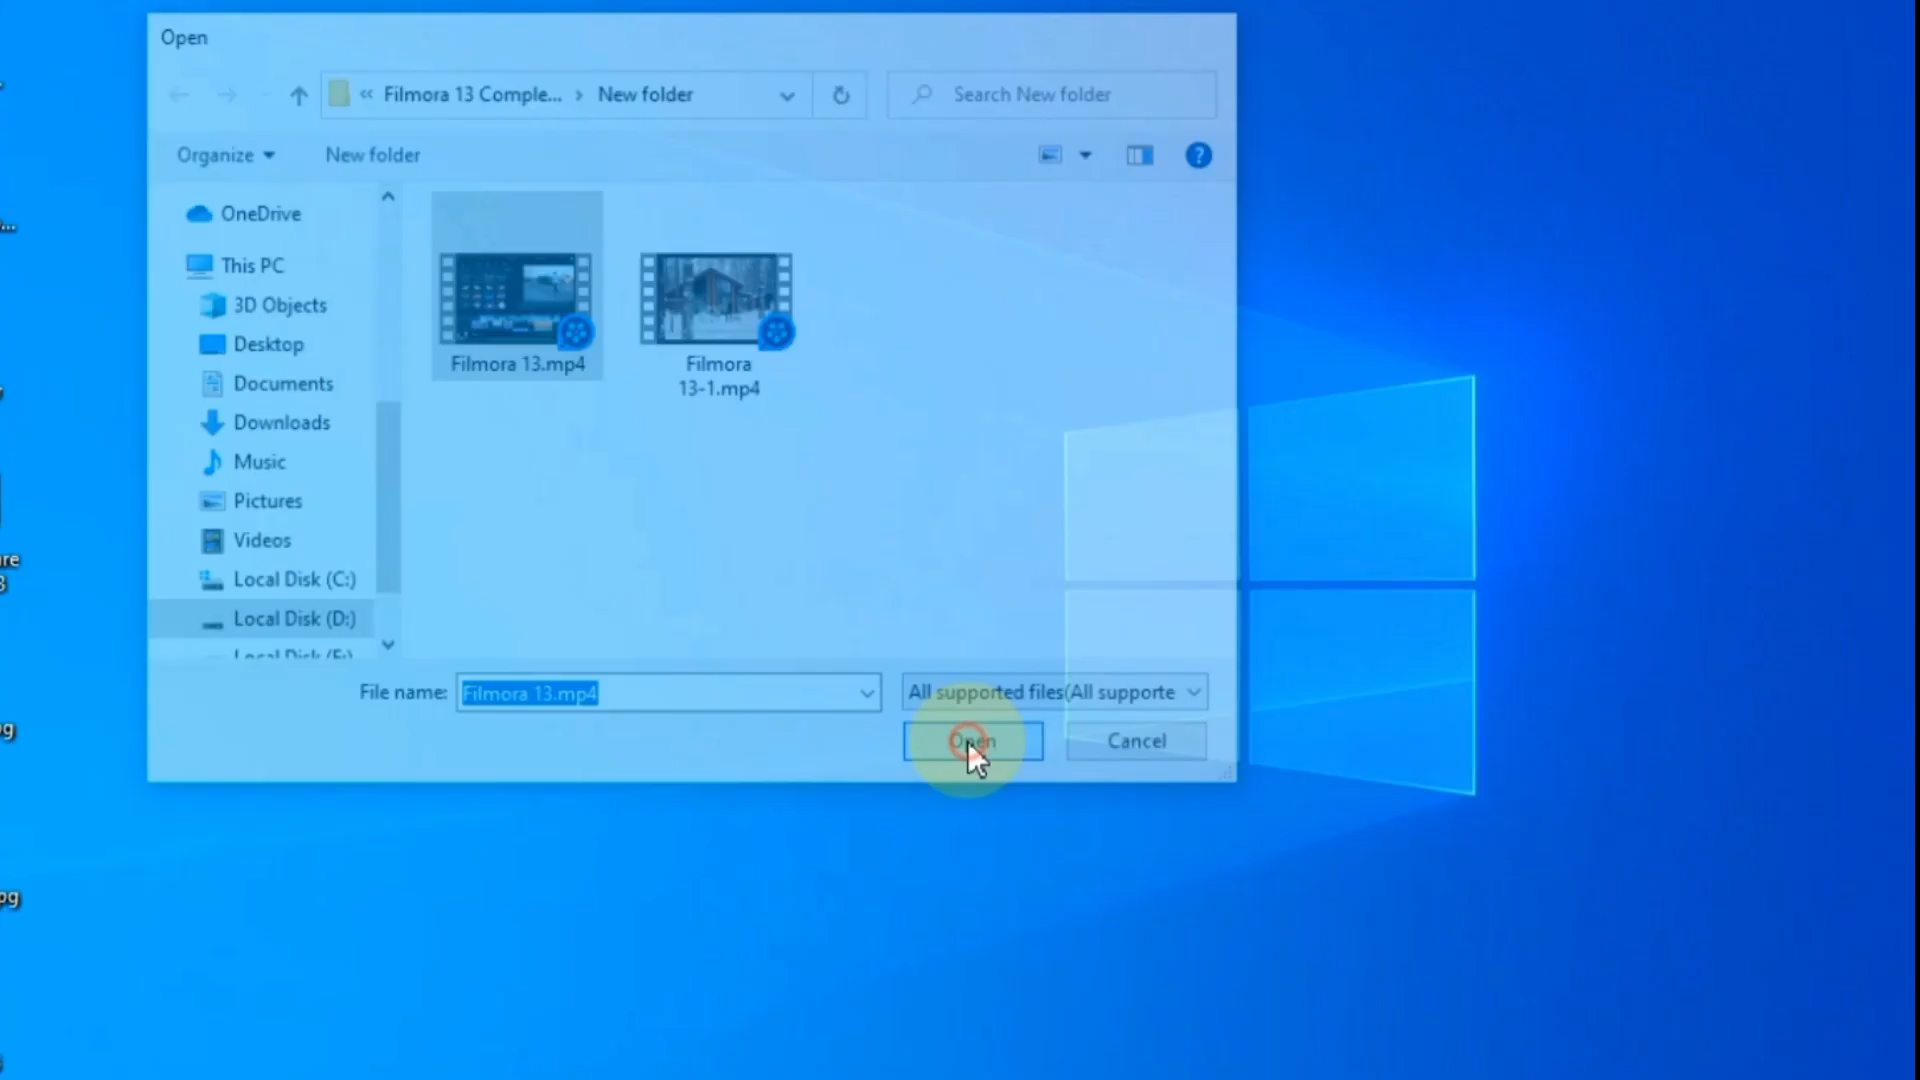 Open
« Filmora 13 Comple... › New folder
Search New folder
Organize
New folder
OneDrive
This PC
3D Objects
Desktop
Documents
Downloads
Music
Pictures
Videos
Local Disk (C:)
Local Disk (D:)
Filmora 13.mp4
Filmora
13-1.mp4
File name:
Filmora 13.mp4
All supported files(All supporte
Open
Cancel